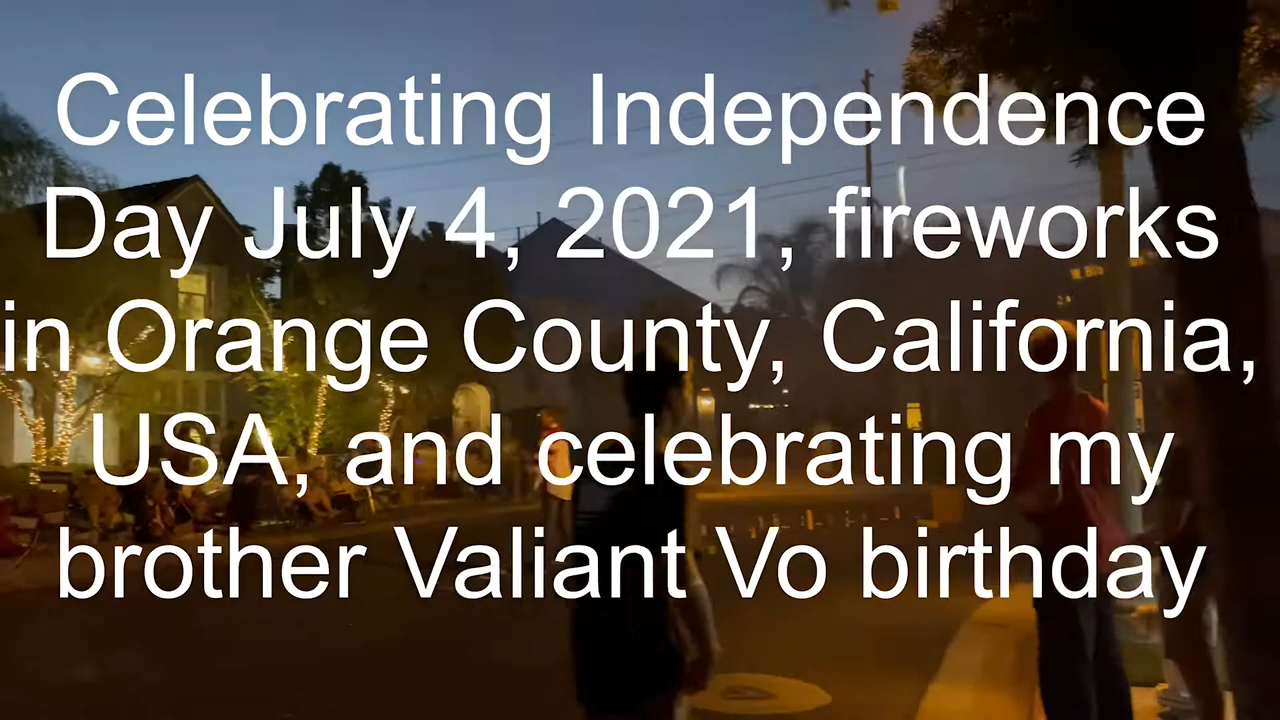 Celebrating Independence
Day July 4, 2021, fireworks
in Orange County, California,
USA, and celebrating my
brother Valiant Vo birthday